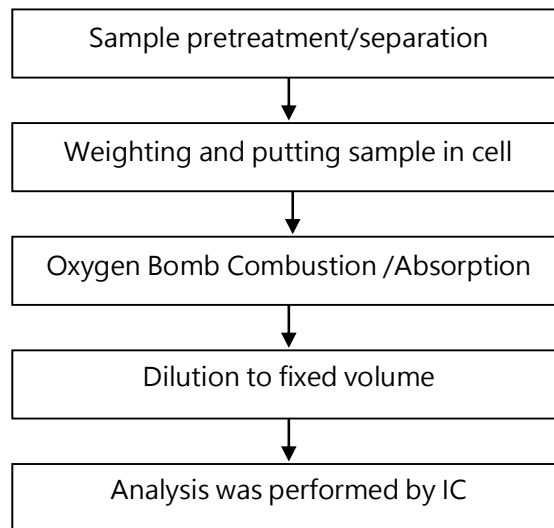 Sample pretreatment/separation
Weighting and putting sample in cell
Oxygen Bomb Combustion /Absorption
Dilution to fixed volume
Analysis was performed by IC